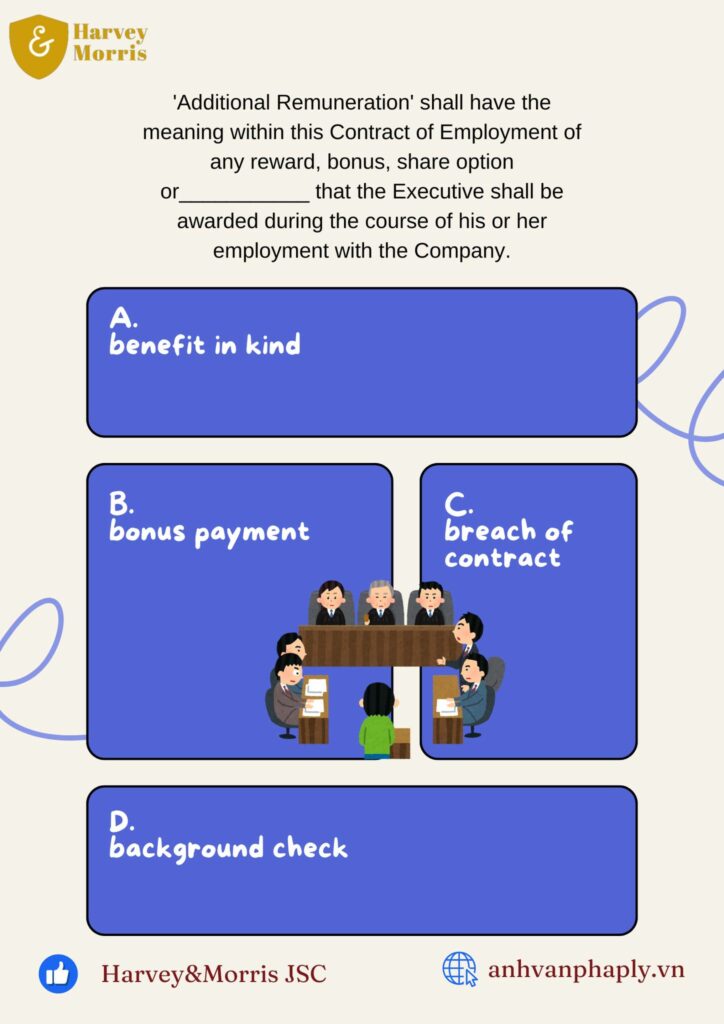 Harvey
Morris
'Additional Remuneration' shall have the
meaning within this Contract of Employment of
any reward, bonus, share option
or___________ that the Executive shall be
awarded during the course of his or her
employment with the Company.
A.
benefit in kind
B.
bonus payment
C.
breach of
contract
D.
background check
Harvey&Morris JSC
anhvanphaply.vn